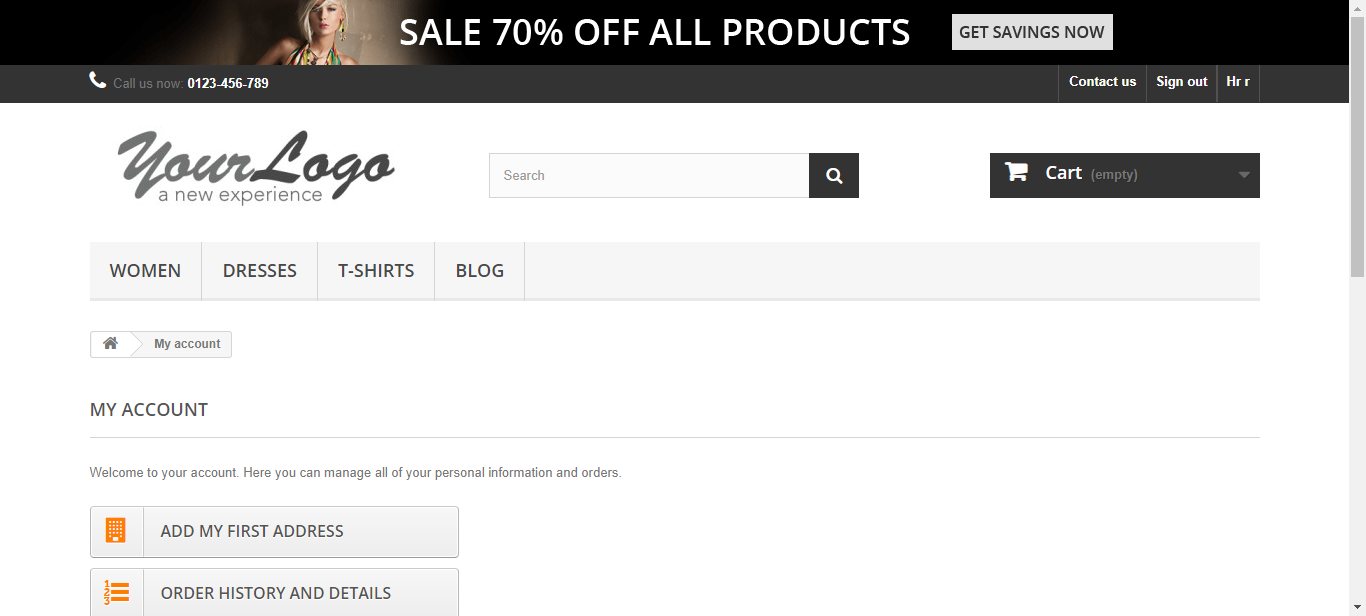 SALE 70% OFF ALL PRODUCTS GET SAVINGS NOW
Call us now: 0123-456-789 Contact us Sign out Hr r
YourLogo
a new experience
Search Cart (empty)
WOMEN DRESSES T-SHIRTS BLOG
My account
MY ACCOUNT
Welcome to your account. Here you can manage all of your personal information and orders.
ADD MY FIRST ADDRESS
1
2
3
ORDER HISTORY AND DETAILS